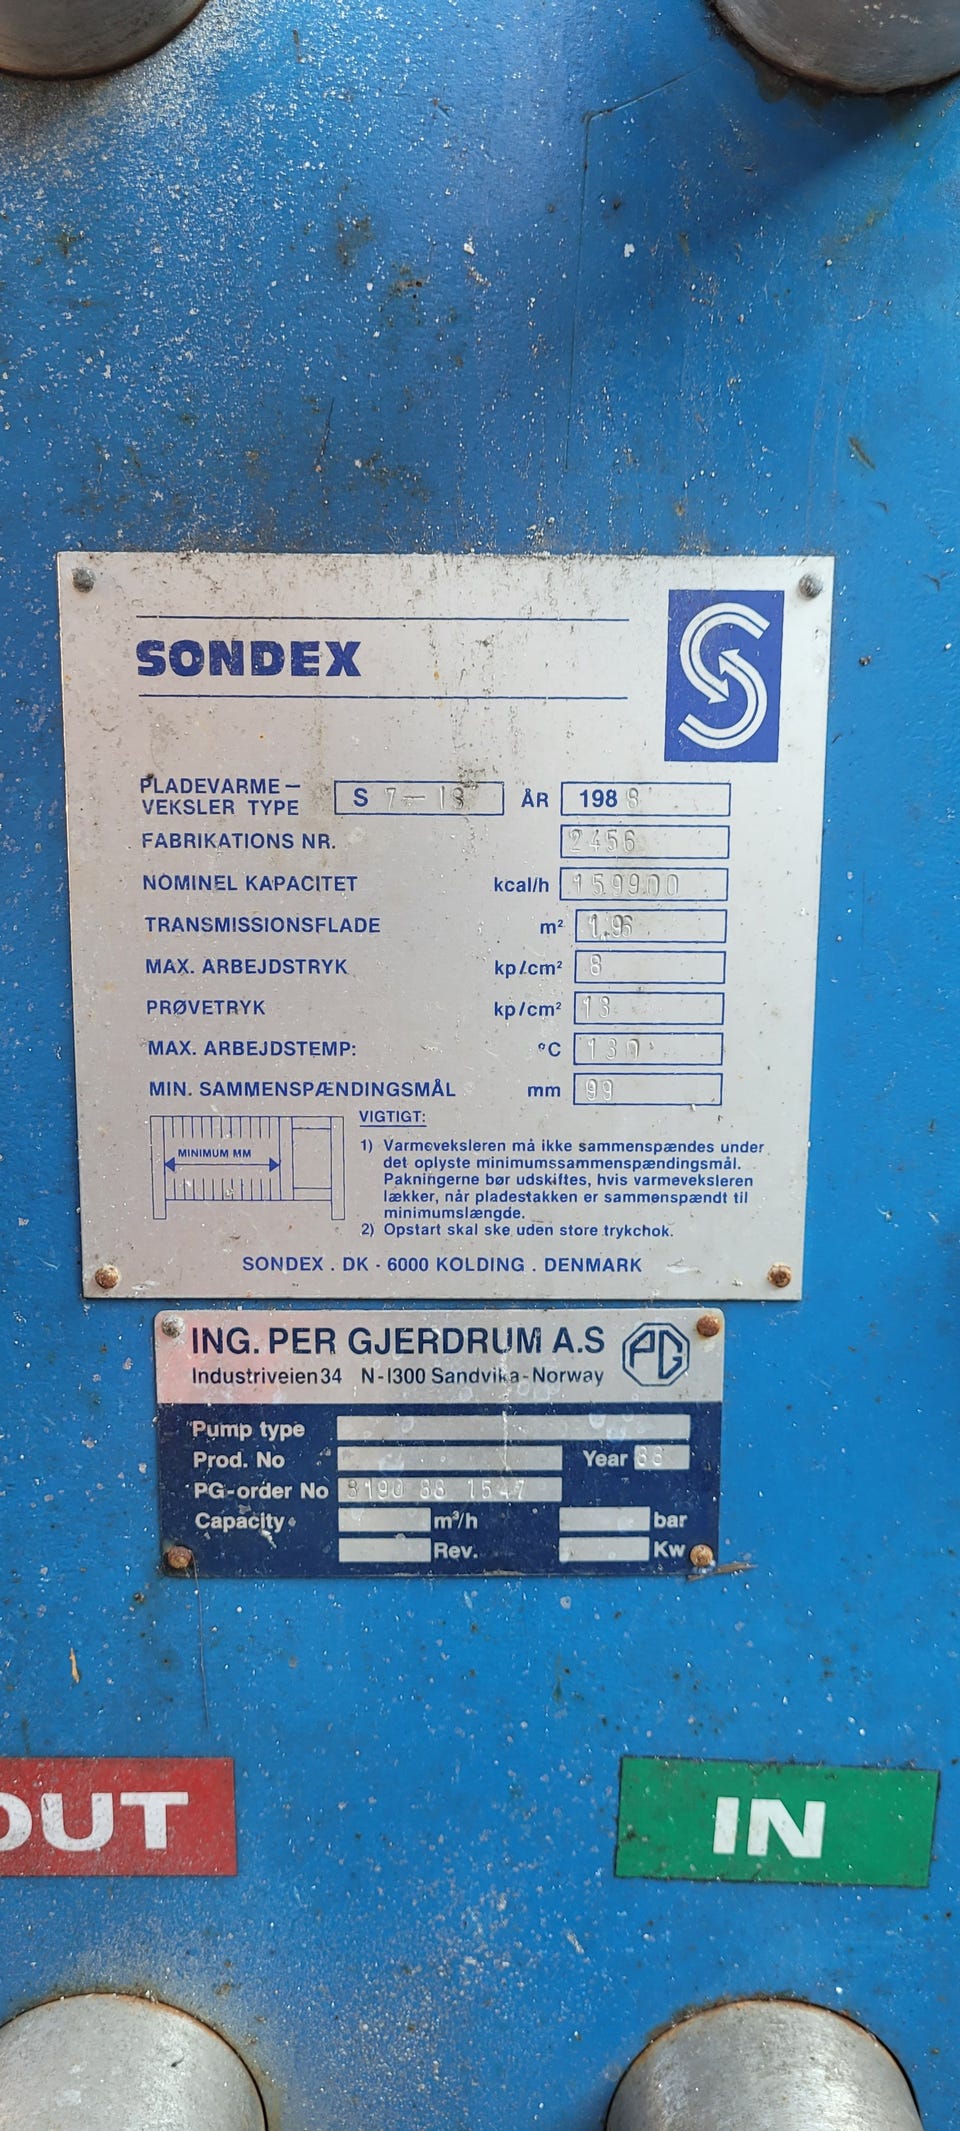 SONDEX
PLADEVARME-
VEKSLER TYPE S 7-18 ÅR 1988
FABRIKATIONS NR. 2456
NOMINEL KAPACITET kcal/h 159900
TRANSMISSIONSFLADE m² 1,96
MAX. ARBEJDSTRYK kp/cm² 8
PRØVETRYK kp/cm² 13
MAX. ARBEJDSTEMP: °C 130
MIN. SAMMENSPÆNDINGSMÅL mm 99
MINIMUM MM
VIGTIGT:
1) Varmeveksleren må ikke sammenspændes under
det oplyste minimumssammenspændingsmål.
Pakningerne bør udskiftes, hvis varmeveksleren
lækker, når pladestakken er sammenspændt til
minimumslængde.
2) Opstart skal ske uden store trykchok.
SONDEX . DK - 6000 KOLDING . DENMARK
ING. PER GJERDRUM A.S PG
Industriveien 34 N-1300 Sandvika-Norway
Pump type
Prod. No Year 88
PG-order No 8190 88 1547
Capacity m³/h bar
Rev. Kw
OUT IN